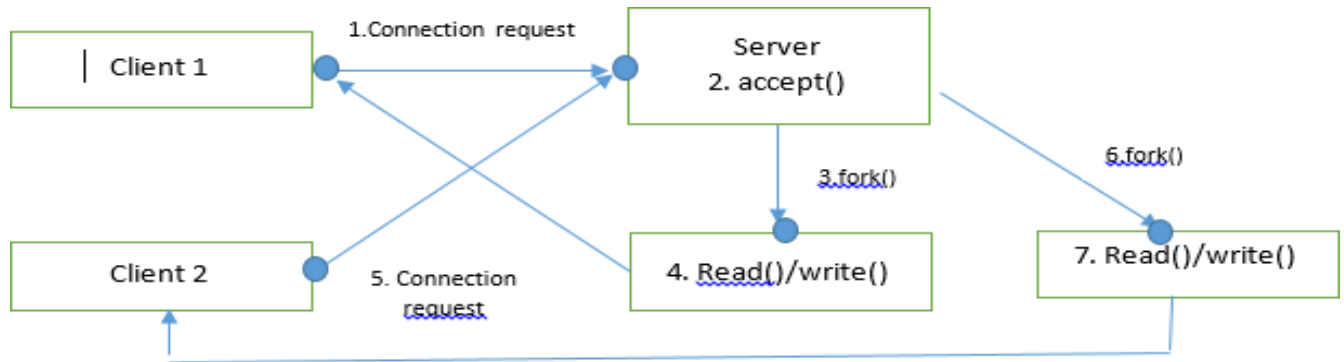 1.Connection request
Server
Client 1
2. accept()
6.fork()
3.fork()
Client 2
5. Connection
request
4. Read()/write()
7. Read()/write()